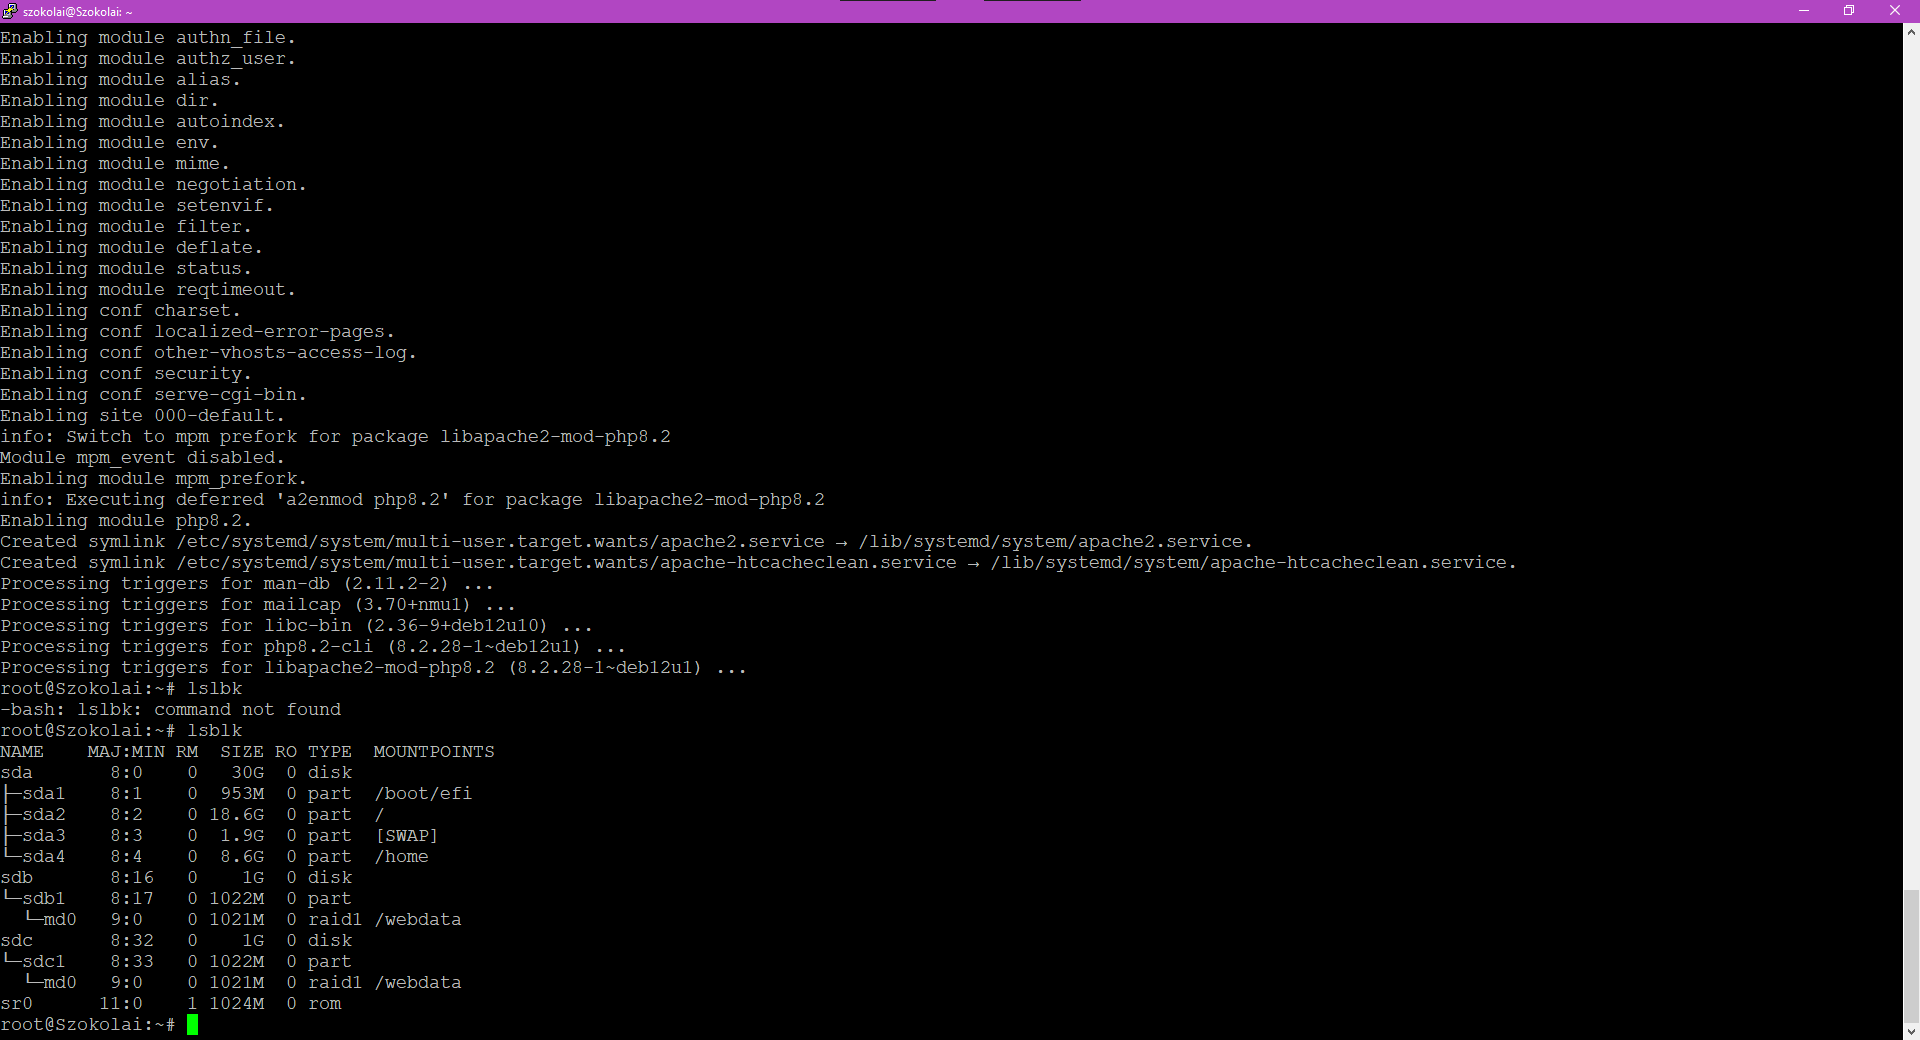 szokolai@Szokolai: ~
Enabling module authn_file.
Enabling module authz_user.
Enabling module alias.
Enabling module dir.
Enabling module autoindex.
Enabling module env.
Enabling module mime.
Enabling module negotiation.
Enabling module setenvif.
Enabling module filter.
Enabling module deflate.
Enabling module status.
Enabling module reqtimeout.
Enabling conf charset.
Enabling conf localized-error-pages.
Enabling conf other-vhosts-access-log.
Enabling conf security.
Enabling conf serve-cgi-bin.
Enabling site 000-default.
info: Switch to mpm prefork for package libapache2-mod-php8.2
Module mpm_event disabled.
Enabling module mpm_prefork.
info: Executing deferred 'a2enmod php8.2' for package libapache2-mod-php8.2
Enabling module php8.2.
Created symlink /etc/systemd/system/multi-user.target.wants/apache2.service → /lib/systemd/system/apache2.service.
Created symlink /etc/systemd/system/multi-user.target.wants/apache-htcacheclean.service → /lib/systemd/system/apache-htcacheclean.service.
Processing triggers for man-db (2.11.2-2) ...
Processing triggers for mailcap (3.70+nmu1) ...
Processing triggers for libc-bin (2.36-9+deb12u10) ...
Processing triggers for php8.2-cli (8.2.28-1~deb12u1) ...
Processing triggers for libapache2-mod-php8.2 (8.2.28-1~deb12u1) ...
root@Szokolai:~# lslbk
-bash: lslbk: command not found
root@Szokolai:~# lsblk
NAME    MAJ:MIN RM  SIZE RO TYPE  MOUNTPOINTS
sda       8:0    0   30G  0 disk
├─sda1    8:1    0  953M  0 part  /boot/efi
├─sda2    8:2    0 18.6G  0 part  /
├─sda3    8:3    0  1.9G  0 part  [SWAP]
└─sda4    8:4    0  8.6G  0 part  /home
sdb       8:16   0    1G  0 disk
└─sdb1    8:17   0 1022M  0 part
  └─md0   9:0    0 1021M  0 raid1 /webdata
sdc       8:32   0    1G  0 disk
└─sdc1    8:33   0 1022M  0 part
  └─md0   9:0    0 1021M  0 raid1 /webdata
sr0      11:0    1 1024M  0 rom
root@Szokolai:~#